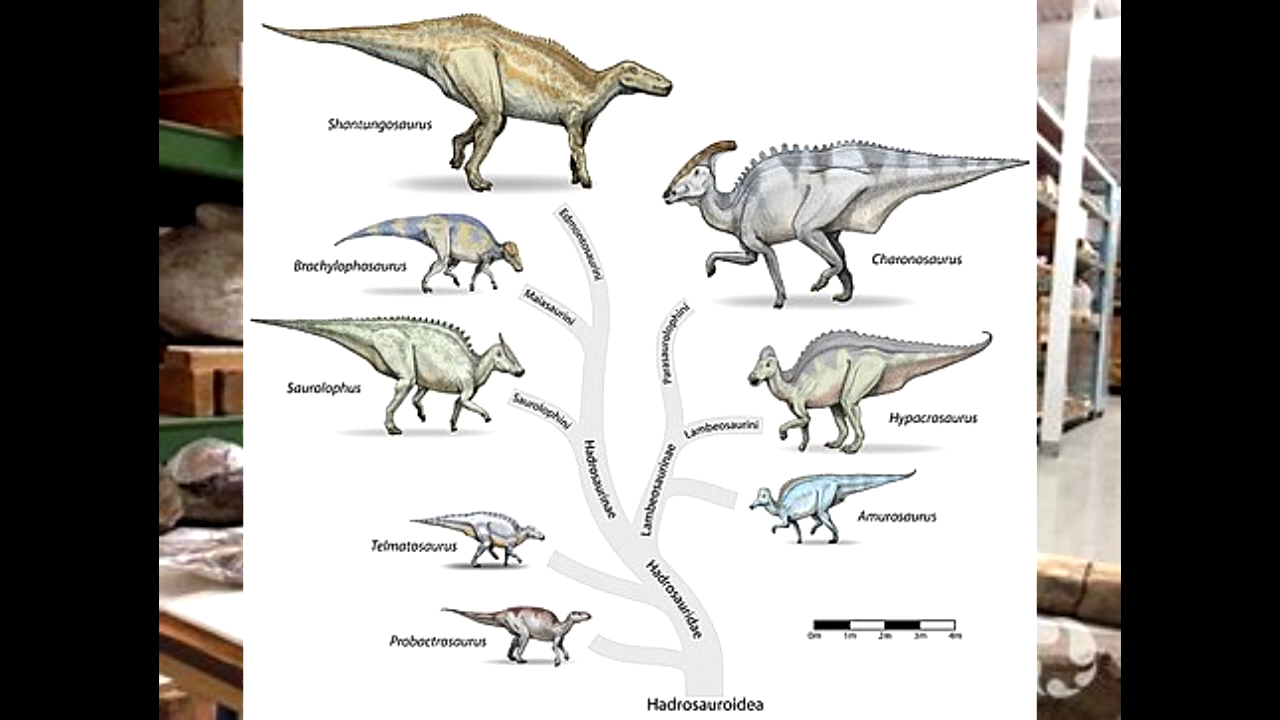 Shantungosaurus
Edmontosaurini
Charonosaurus
Brachylophosaurus
Maiasaurini
Parasaurolophini
Saurolophus
Saurolophini
Lambeosaurini
Hypacrosaurus
Hadrosaurinae
Lambeosaurinae
Amurosaurus
Telmatosaurus
Hadrosauridae
Probactrosaurus
0m 1m 2m 3m 4m
Hadrosauroidea